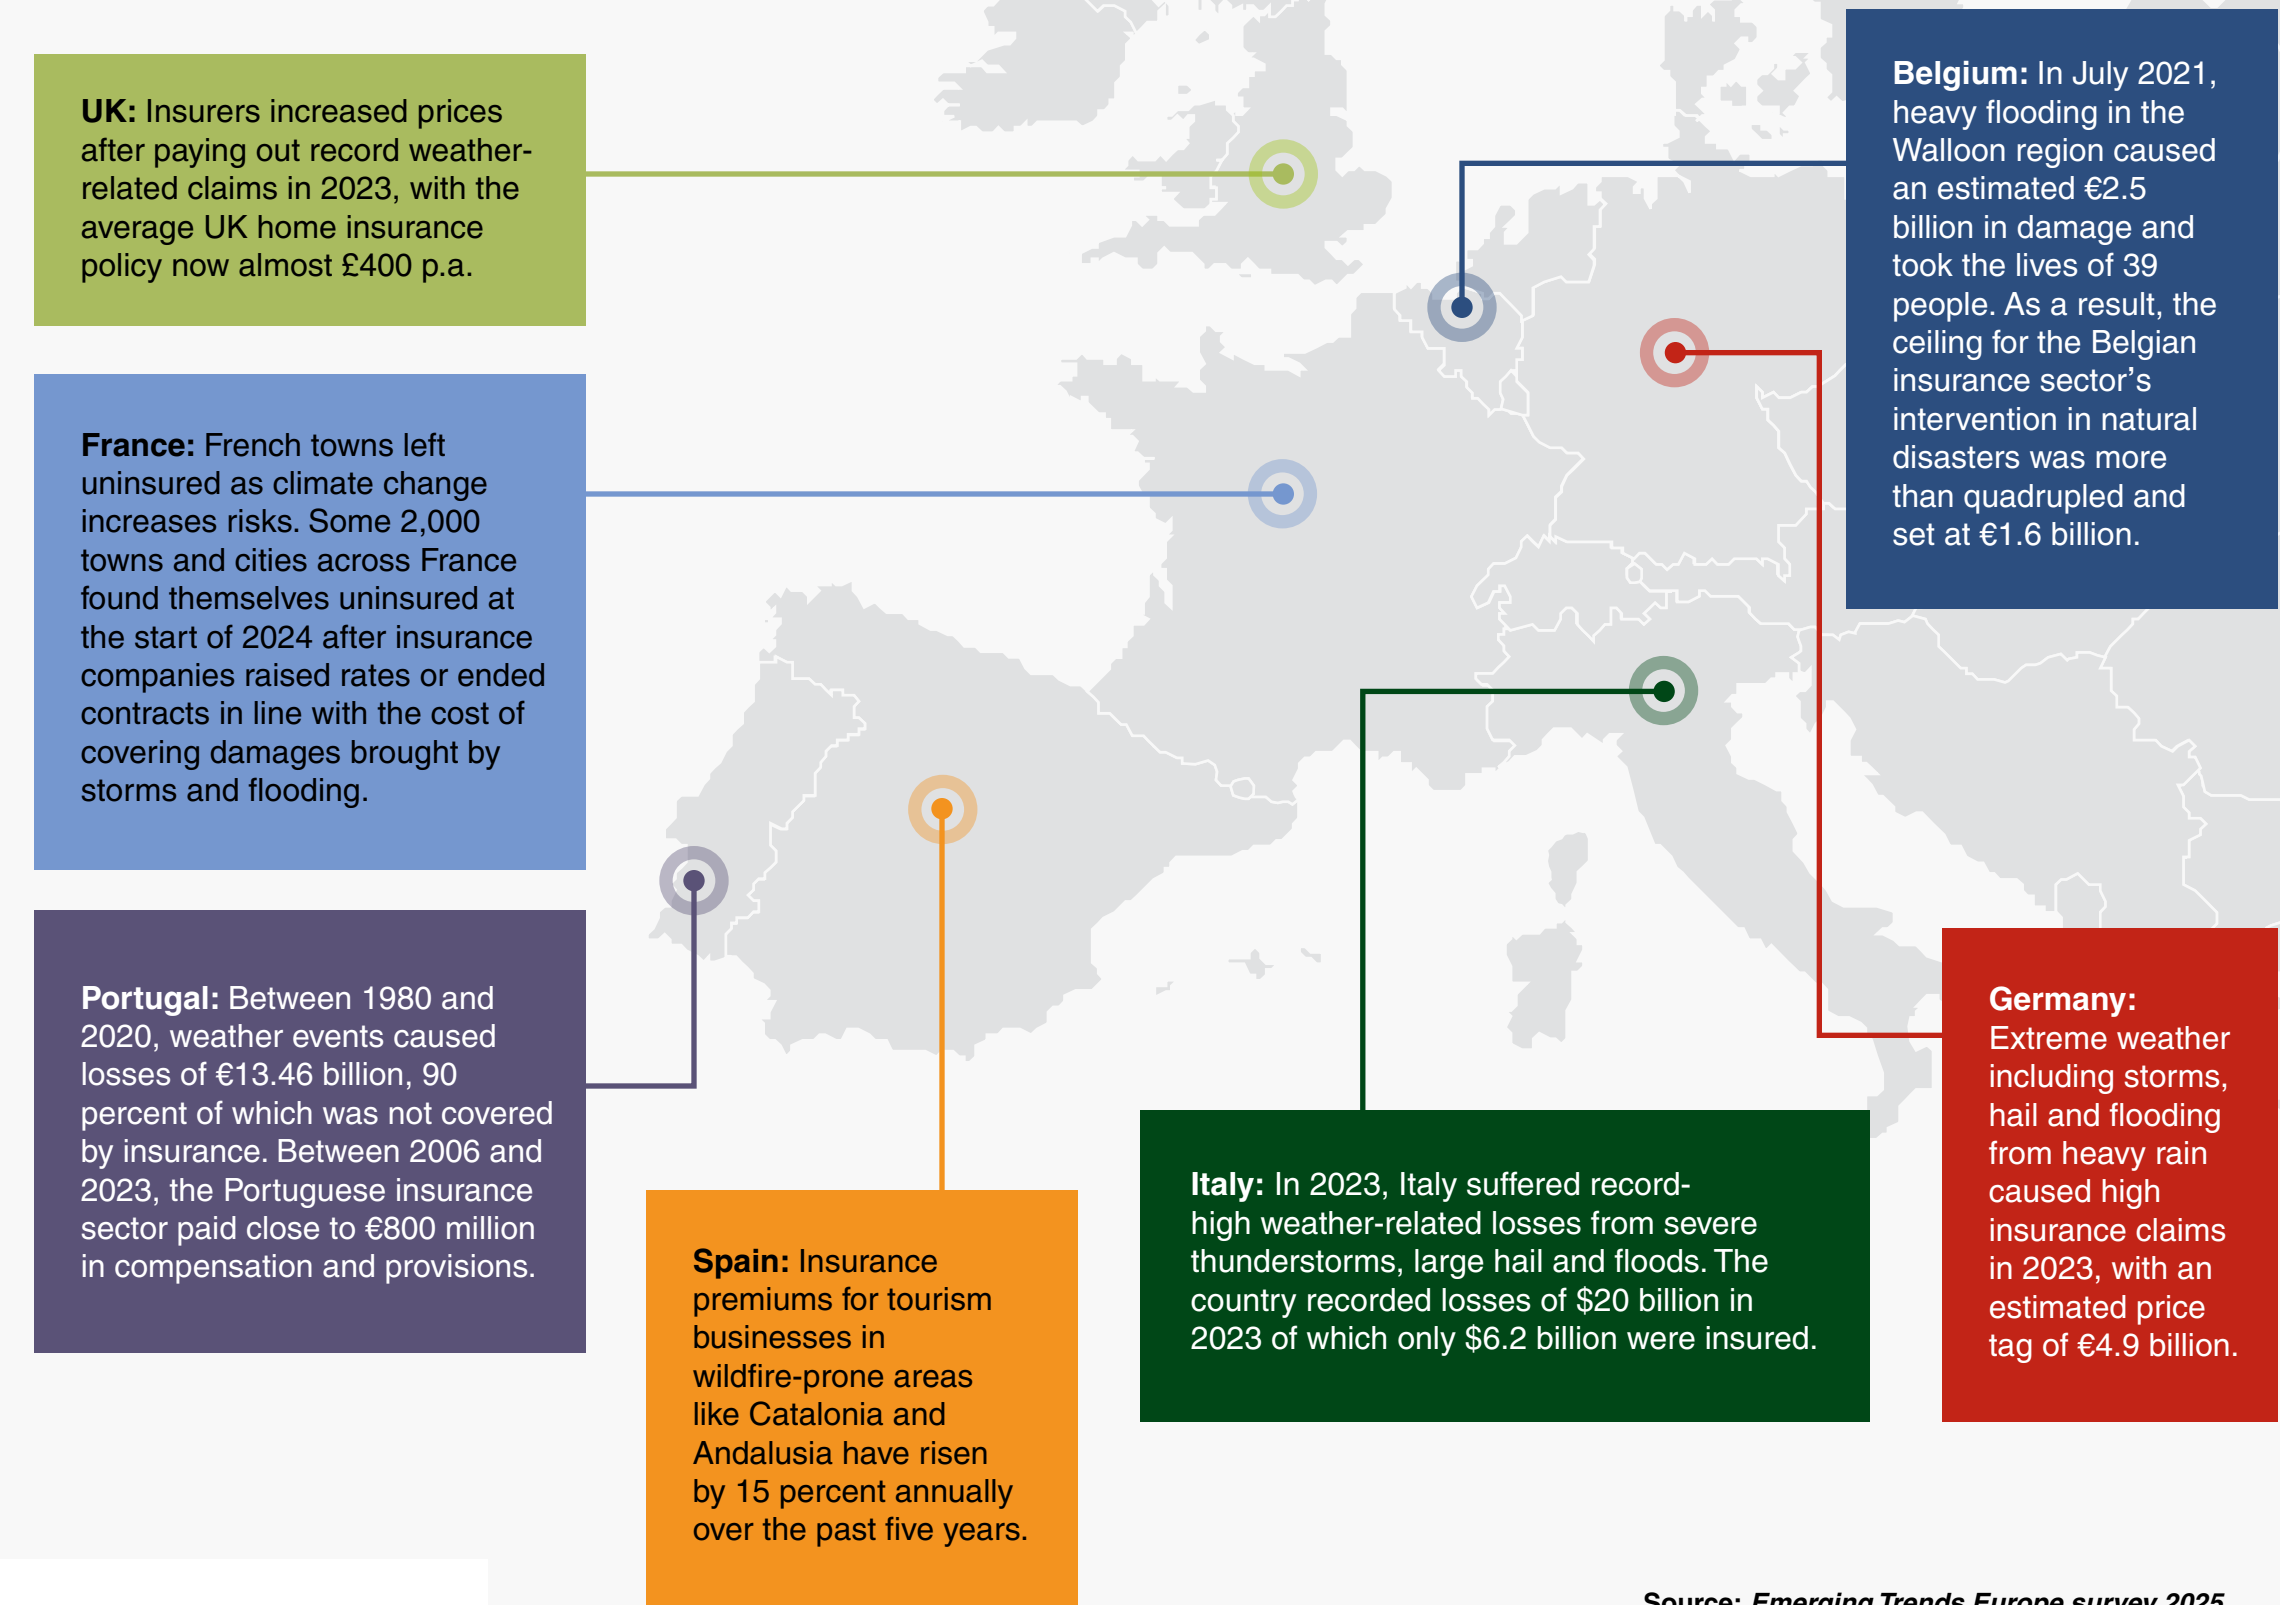 UK: Insurers increased prices
after paying out record weather-
related claims in 2023, with the
average UK home insurance
policy now almost £400 p.a.
France: French towns left
uninsured as climate change
increases risks. Some 2,000
towns and cities across France
found themselves uninsured at
the start of 2024 after insurance
companies raised rates or ended
contracts in line with the cost of
covering damages brought by
storms and flooding.
Portugal: Between 1980 and
2020, weather events caused
losses of €13.46 billion, 90
percent of which was not covered
by insurance. Between 2006 and
2023, the Portuguese insurance
sector paid close to €800 million
in compensation and provisions.
Spain: Insurance
premiums for tourism
businesses in
wildfire-prone areas
like Catalonia and
Andalusia have risen
by 15 percent annually
over the past five years.
Italy: In 2023, Italy suffered record-
high weather-related losses from severe
thunderstorms, large hail and floods. The
country recorded losses of $20 billion in
2023 of which only $6.2 billion were insured.
Belgium: In July 2021,
heavy flooding in the
Walloon region caused
an estimated €2.5
billion in damage and
took the lives of 39
people. As a result, the
ceiling for the Belgian
insurance sector’s
intervention in natural
disasters was more
than quadrupled and
set at €1.6 billion.
Germany:
Extreme weather
including storms,
hail and flooding
from heavy rain
caused high
insurance claims
in 2023, with an
estimated price
tag of €4.9 billion.
Source: Emerging Trends Europe survey 2025